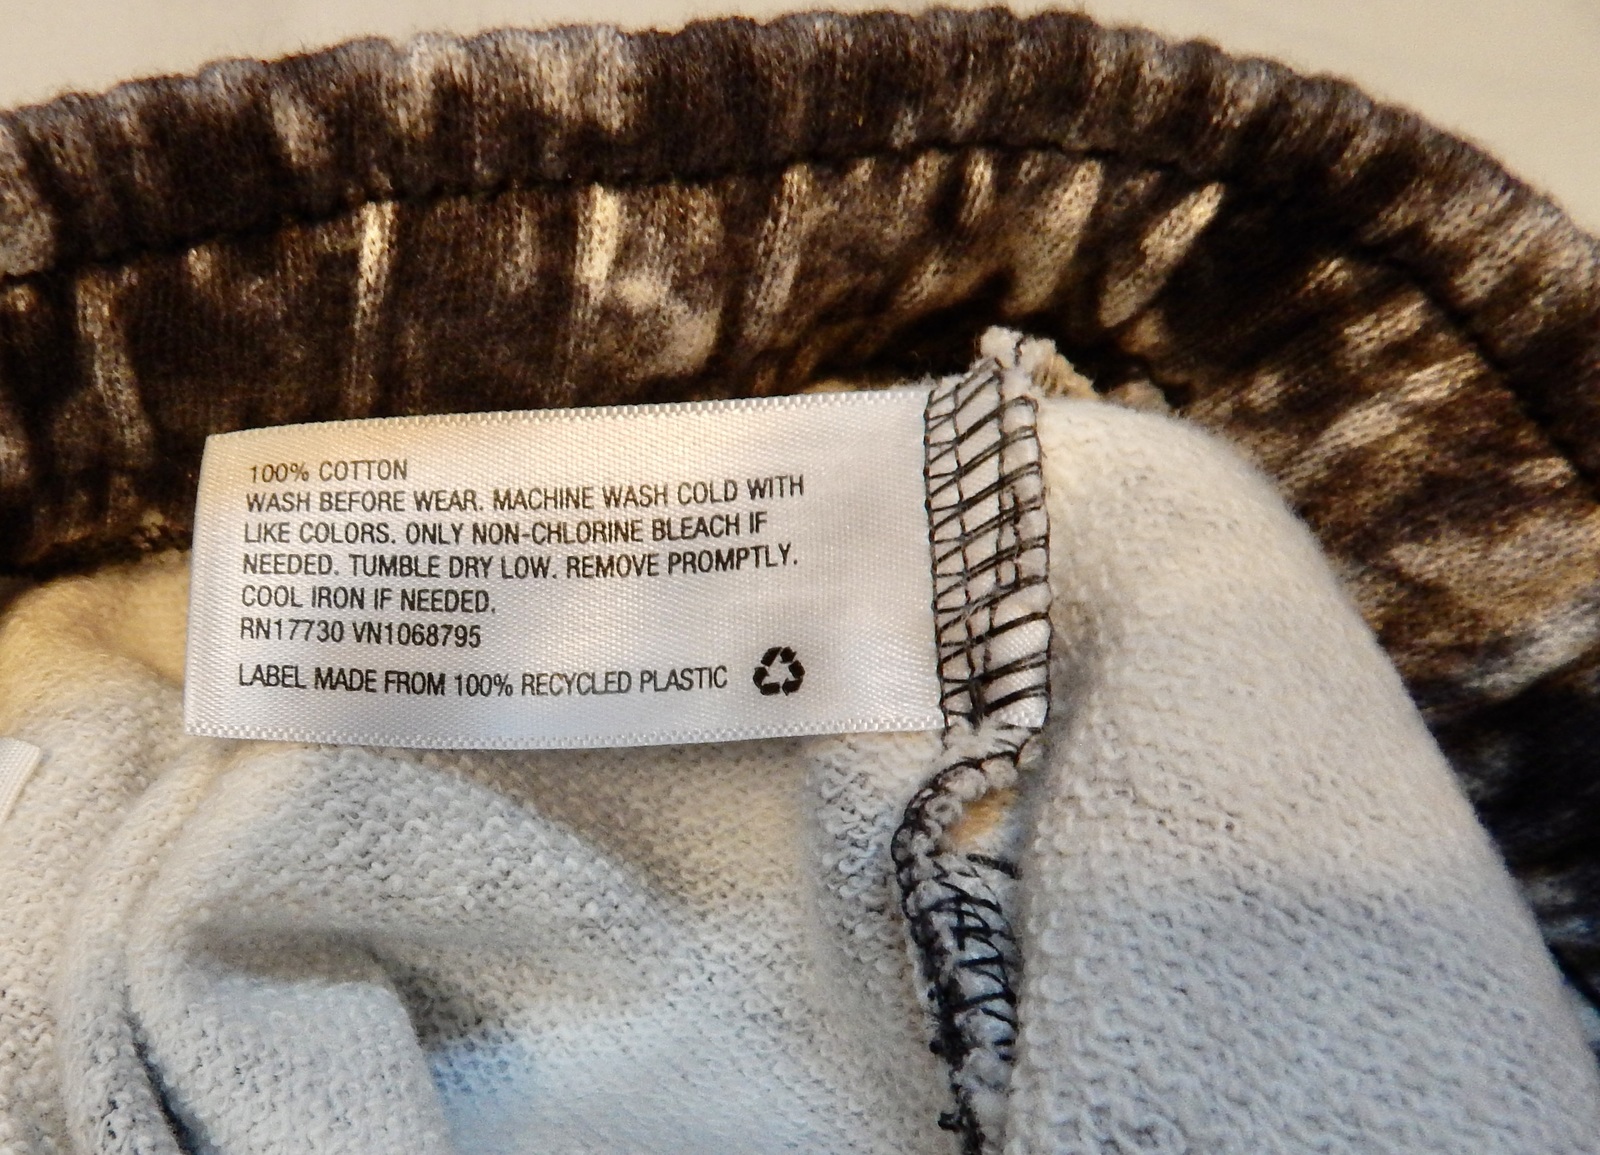 100% COTTON
WASH BEFORE WEAR. MACHINE WASH COLD WITH
LIKE COLORS. ONLY NON-CHLORINE BLEACH IF
NEEDED. TUMBLE DRY LOW. REMOVE PROMPTLY.
COOL IRON IF NEEDED.
RN17730 VN1068795
LABEL MADE FROM 100% RECYCLED PLASTIC